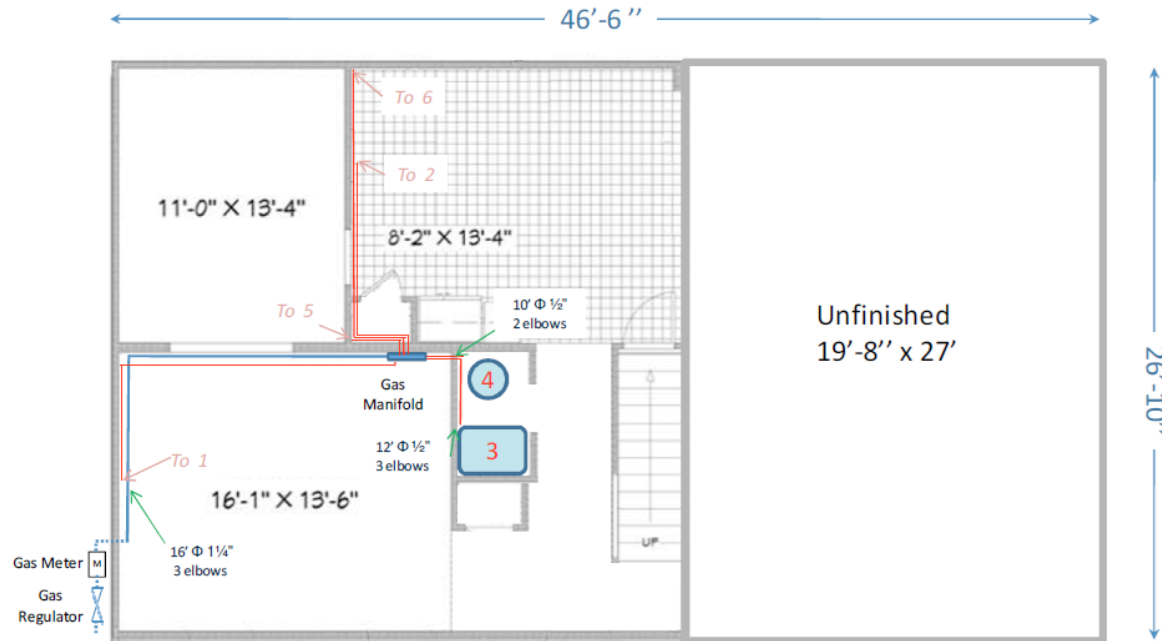 46’-6 ’’
To 6
To 2
11'-0" X 13'-4"
8'-2" X 13'-4"
To 5
10’ Φ ½”
2 elbows
Unfinished
19’-8’’ x 27’
26’-10’’
4
Gas
Manifold
12’ Φ ½”
3 elbows
3
To 1
16'-1" X 13'-6"
16’ Φ 1¼”
3 elbows
UP
Gas Meter
M
Gas
Regulator